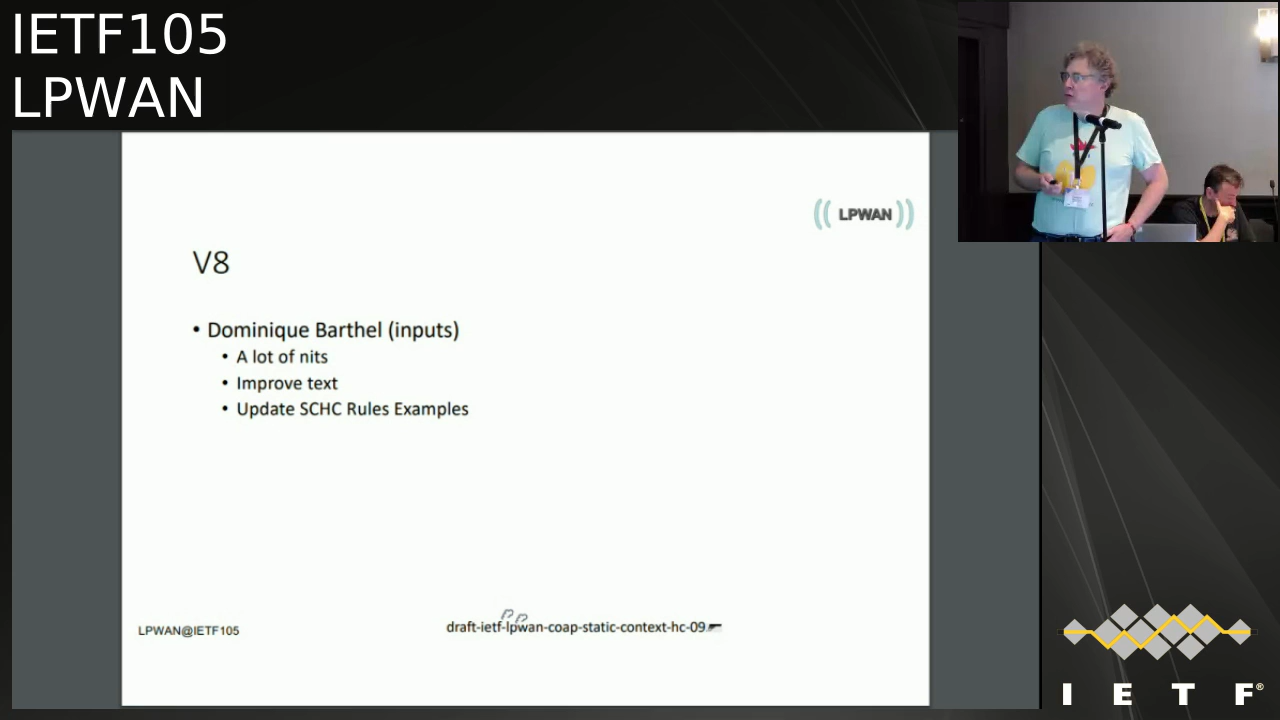 IETF105
LPWAN
LPWAN
V8
• Dominique Barthel (inputs)
• A lot of nits
• Improve text
• Update SCHC Rules Examples
LPWAN@IETF105
draft-ietf-lpwan-coap-static-context-hc-09
I E T F®